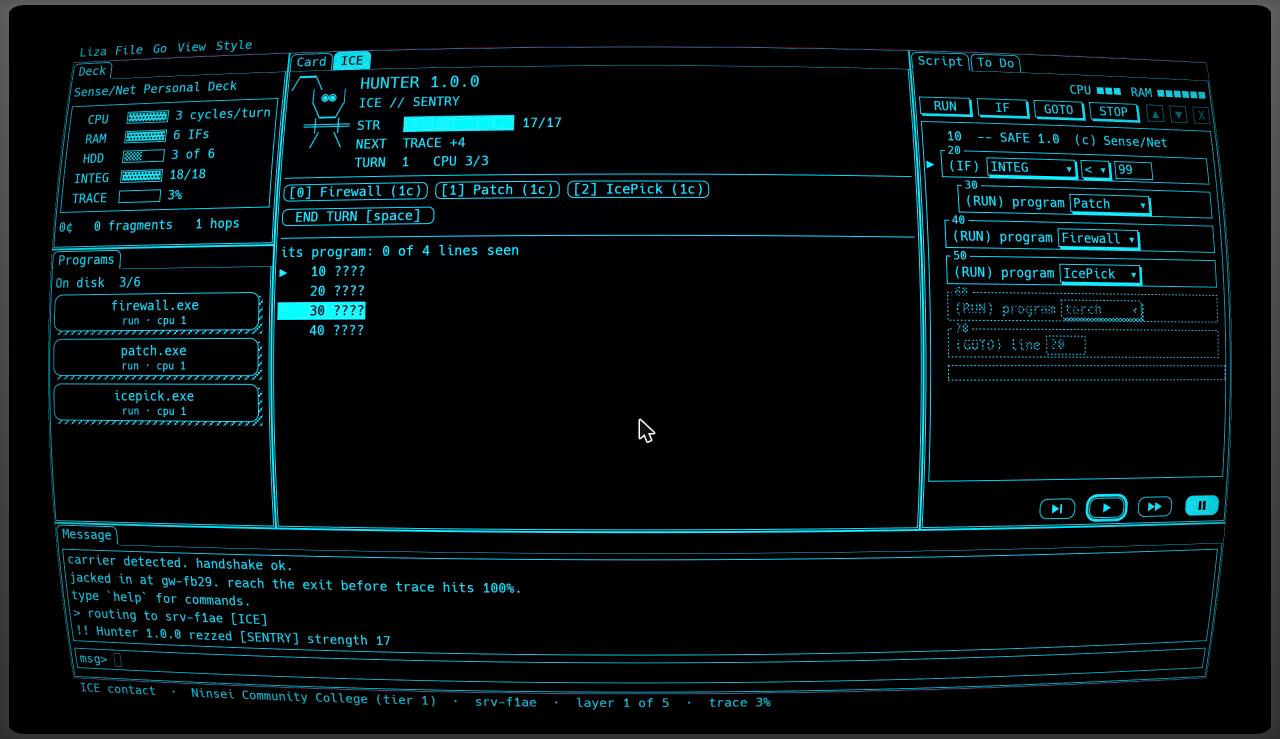 Liza File Go View Style
Deck
Sense/Net Personal Deck
CPU 3 cycles/turn
RAM 6 IFs
HDD 3 of 6
INTEG 18/18
TRACE 3%
0¢ 0 fragments 1 hops
Programs
On disk 3/6
firewall.exe
run · cpu 1
patch.exe
run · cpu 1
icepick.exe
run · cpu 1
Card ICE
HUNTER 1.0.0
ICE // SENTRY
STR 17/17
NEXT TRACE +4
TURN 1 CPU 3/3
[0] Firewall (1c) [1] Patch (1c) [2] IcePick (1c)
END TURN [space]
its program: 0 of 4 lines seen
10 ????
20 ????
30 ????
40 ????
Script To Do
CPU RAM
RUN IF GOTO STOP X
10 -- SAFE 1.0 (c) Sense/Net
20
(IF) INTEG < 99
30
(RUN) program Patch
40
(RUN) program Firewall
50
(RUN) program IcePick
60
(RUN) program torch
(GOTO) line
Message
carrier detected. handshake ok.
jacked in at gw-fb29. reach the exit before trace hits 100%.
type `help` for commands.
> routing to srv-f1ae [ICE]
!! Hunter 1.0.0 rezzed [SENTRY] strength 17
msg>
ICE contact · Ninsei Community College (tier 1) · srv-f1ae · layer 1 of 5 · trace 3%